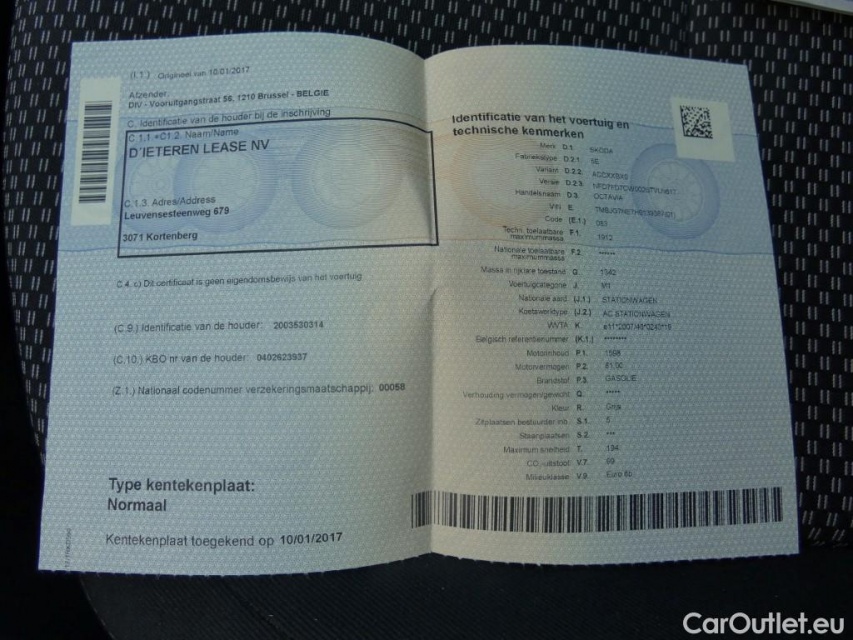 (I.1.) Origineel van 10/01/2017
Afzender:
DIV - Vooruitgangstraat 56, 1210 Brussel - BELGIE
C. Identificatie van de houder bij de inschrijving
C 1.1.+C1.2. Naam/Name
D'IETEREN LEASE NV
C.1.3. Adres/Address
Leuvensesteenweg 679
3071 Kortenberg
C.4. c) Dit certificaat is geen eigendomsbewijs van het voertuig
(C.9.) Identificatie van de houder: 2003530314
(C.10.) KBO nr van de houder: 0402623937
(Z.1.) Nationaal codenummer verzekeringsmaatschappij: 00058
Type kentekenplaat:
Normaal
Kentekenplaat toegekend op 10/01/2017
Identificatie van het voertuig en
technische kenmerken
Merk D.1. SKODA
Fabriekstype D.2.1. 5E
Variant D.2.2.
Versie D.2.3.
Handelsnaam D.3. OCTAVIA
VIN E.
Code (E.1.) 083
Techn. toelaatbare maximummassa F.1. 1912
Nationale toelaatbare maximummassa F.2. ******
Massa in rijklare toestand G. 1342
Voertuigcategorie J. M1
Nationale aard (J.1.) STATIONWAGEN
Koetswerktype (J.2.) AC STATIONWAGEN
WVTA K. e11*2007/46*0243*19
Belgisch referentienummer (K.1.) ********
Motorinhoud P.1. 1598
Motorvermogen P.2. 81.00
Brandstof P.3. GASOLIE
Verhouding vermogen/gewicht Q. *****
Kleur R. Grijs
Zitplaatsen bestuurder inb. S.1. 5
Staanplaatsen S.2. ***
Maximum snelheid T. 194
CO₂-uitstoot V.7. 99
Milieuklasse V.9. Euro 6b
CarOutlet.eu